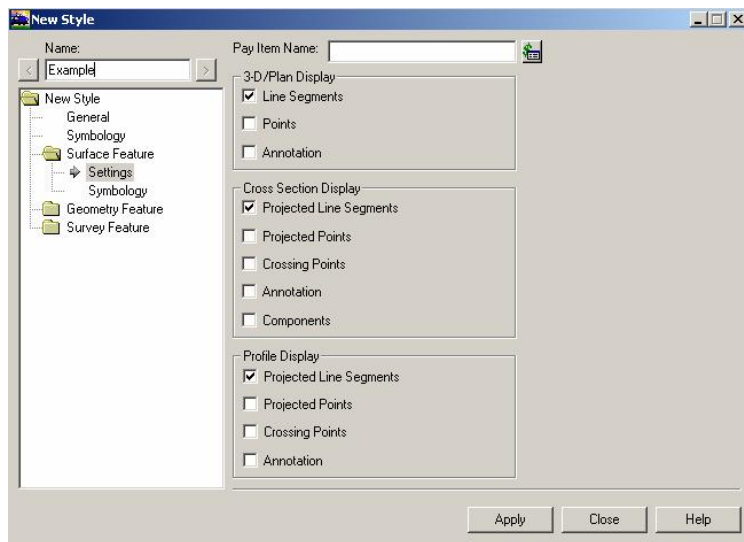 New Style
Name:
Example
Pay Item Name:
New Style
General
Symbology
Surface Feature
Settings
Symbology
Geometry Feature
Survey Feature
3-D/Plan Display
Line Segments
Points
Annotation
Cross Section Display
Projected Line Segments
Projected Points
Crossing Points
Annotation
Components
Profile Display
Projected Line Segments
Projected Points
Crossing Points
Annotation
Apply
Close
Help